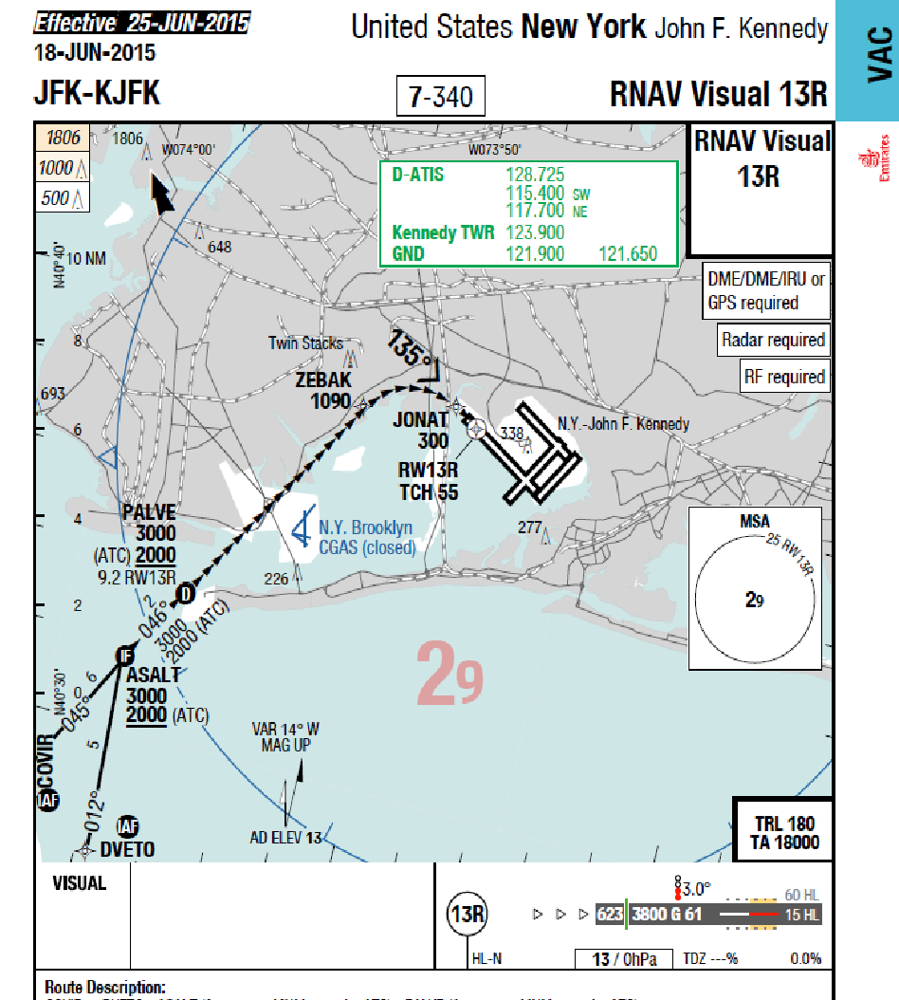 Effective 25-JUN-2015
18-JUN-2015
United States New York John F. Kennedy
VAC
JFK-KJFK
7-340
RNAV Visual 13R
Emirates
1806
1000
500
1806
W074°00'
W073°50'
RNAV Visual
13R
D-ATIS 128.725
115.400 SW
117.700 NE
Kennedy TWR 123.900
GND 121.900 121.650
648
N40°40'
10 NM
DME/DME/IRU or
GPS required
Radar required
RF required
8
Twin Stacks
135°
ZEBAK
1090
693
6
JONAT
300
338
N.Y.-John F. Kennedy
RW13R
TCH 55
4
PALVE
3000
(ATC) 2000
9.2 RW13R
N.Y. Brooklyn
CGAS (closed)
277
226
MSA
25 RW13R
29
2
D
2
046°
3000
2000 (ATC)
IF
ASALT
3000
2000 (ATC)
29
N40°30'
0
6
045°
COVIR
IAF
5
012°
IAF
DVETO
VAR 14° W
MAG UP
AD ELEV 13
TRL 180
TA 18000
VISUAL
13R
3.0°
60 HL
623 3800 G 61
15 HL
HL-N
13 / 0hPa
TDZ ---%
0.0%
Route Description: